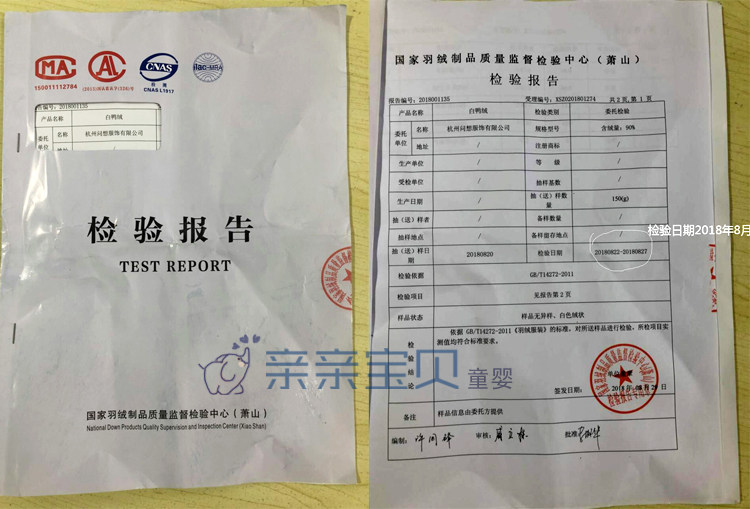 MA
AL
CNAS
ilac-MRA
150011112784
检测
CNAS L1917
告编号: 2018001135
产品名称 白鸭绒
委托单位 名称 杭州问想服饰有限公司
地址 /
检验报告
TEST REPORT
亲亲宝贝 童婴
国家羽绒制品质量监督检验中心(萧山)
National Down Products Quality Supervision and Inspection Center (Xiao Shan)
国家羽绒制品质量监督检验中心(萧山)
检验报告
报告编号: 2018001135 受理编号: XSZ0201801274 共 2 页, 第 1 页
产品名称 白鸭绒 检验类别 委托检验
委托单位 名称 杭州问想服饰有限公司 规格型号 含绒量: 90%
地址 / 注册商标 /
生产单位 / 等 级 /
受检单位 / 抽样基数 /
生产日期 / 抽(送)样数量 150(g)
抽(送)样者 / 备样数量 /
抽样地点 / 备样留存地点 /
检验日期2018年8月
抽(送)样日期 20180820 检验日期 20180822-20180827
检验依据 GB/T14272-2011
检验项目 见报告第 2 页
样品状态 样品无异样、白色绒状
检验结论 依据 GB/T14272-2011《羽绒服装》的标准,对所送样品进行检验,所检项目实
测值均符合标准要求。
签发日期:
备注 样品信息由委托方提供
编制: 审核: 批准: